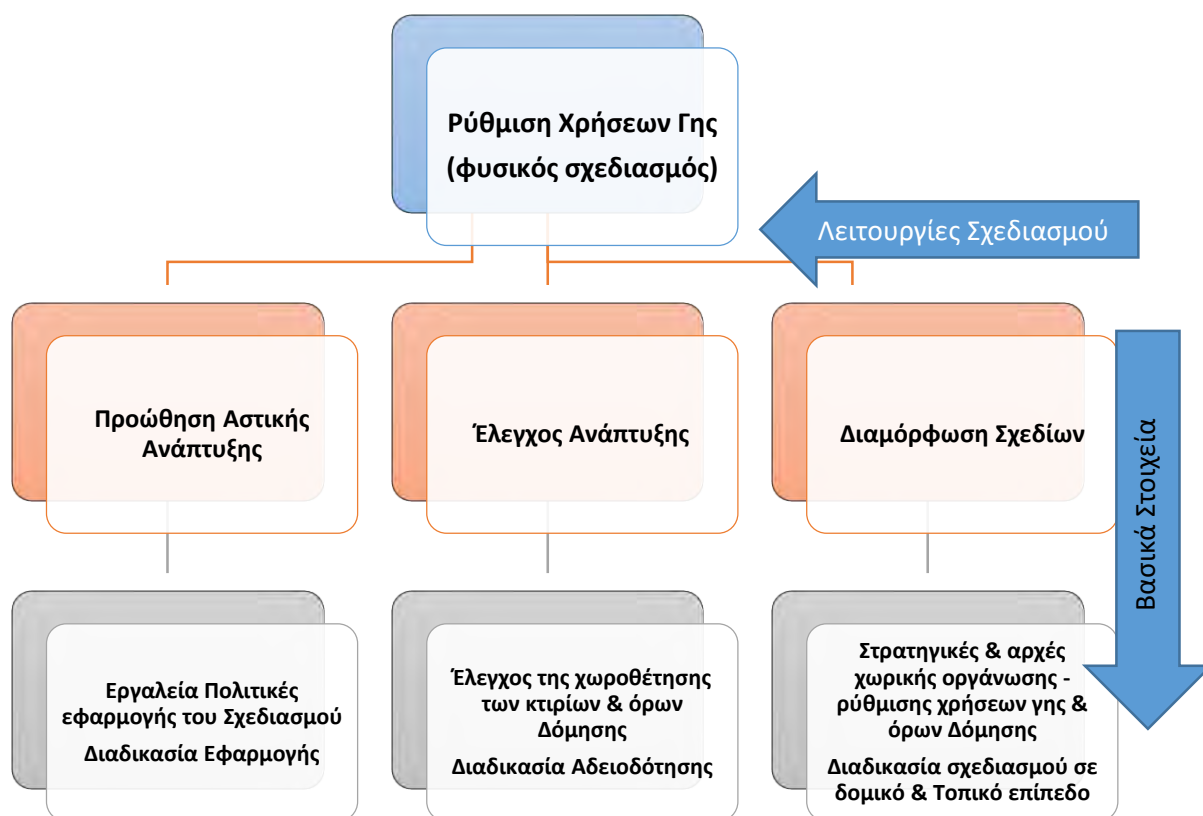 Ρύθμιση Χρήσεων Γης
(φυσικός σχεδιασμός)
Λειτουργίες Σχεδιασμού
Προώθηση Αστικής
Ανάπτυξης
Έλεγχος Ανάπτυξης
Διαμόρφωση Σχεδίων
Βασικά Στοιχεία
Εργαλεία Πολιτικές
εφαρμογής του Σχεδιασμού
Διαδικασία Εφαρμογής
Έλεγχος της χωροθέτησης
των κτιρίων & όρων
Δόμησης
Διαδικασία Αδειοδότησης
Στρατηγικές & αρχές
χωρικής οργάνωσης -
ρύθμισης χρήσεων γης &
όρων Δόμησης
Διαδικασία σχεδιασμού σε
δομικό & Τοπικό επίπεδο